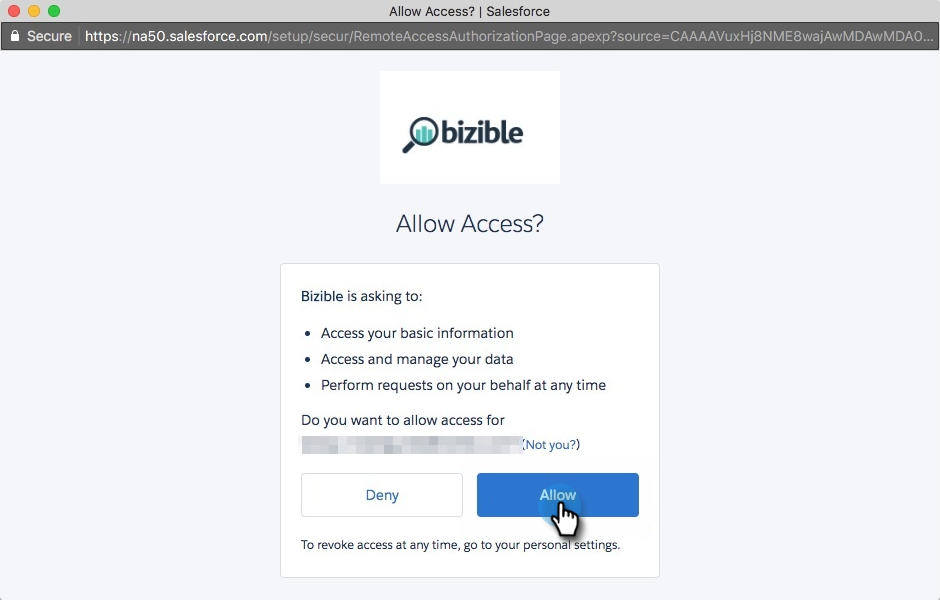 Allow Access? | Salesforce
Secure https://na50.salesforce.com/setup/secur/RemoteAccessAuthorizationPage.apexp?source=CAAAAVuxHj8NME8wajAwMDAwMDA0...
bizible
Allow Access?
Bizible is asking to:
• Access your basic information
• Access and manage your data
• Perform requests on your behalf at any time
Do you want to allow access for
(Not you?)
Deny Allow
To revoke access at any time, go to your personal settings.